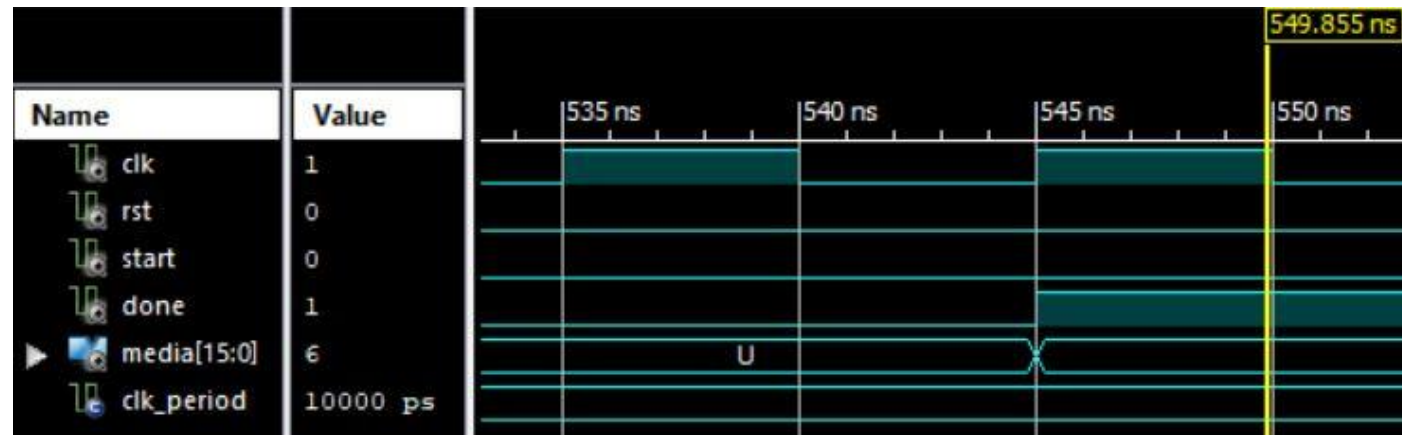 549.855 ns
Name Value 535 ns 540 ns 545 ns 550 ns
clk 1
rst 0
start 0
done 1
media[15:0] 6 U
clk_period 10000 ps